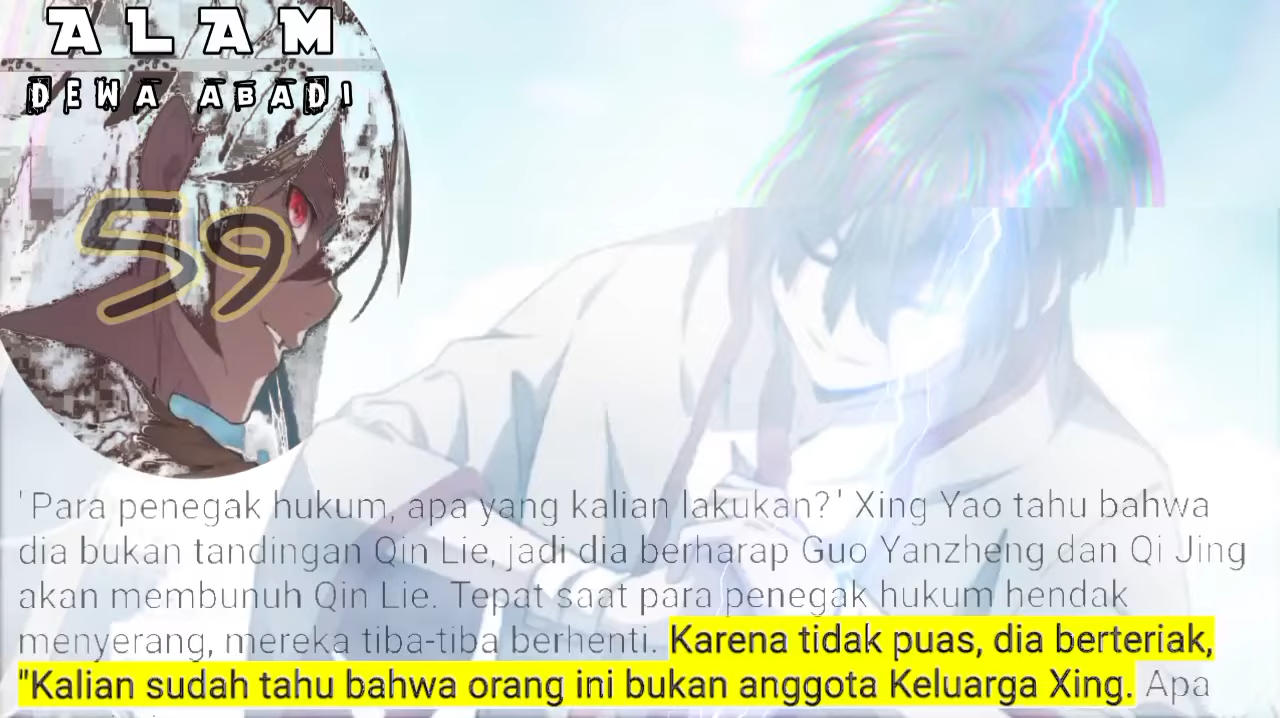 ALAM
DEWA ABADI
59
'Para penegak hukum, apa yang kalian lakukan?' Xing Yao tahu bahwa
dia bukan tandingan Qin Lie, jadi dia berharap Guo Yanzheng dan Qi Jing
akan membunuh Qin Lie. Tepat saat para penegak hukum hendak
menyerang, mereka tiba-tiba berhenti. Karena tidak puas, dia berteriak,
"Kalian sudah tahu bahwa orang ini bukan anggota Keluarga Xing. Apa